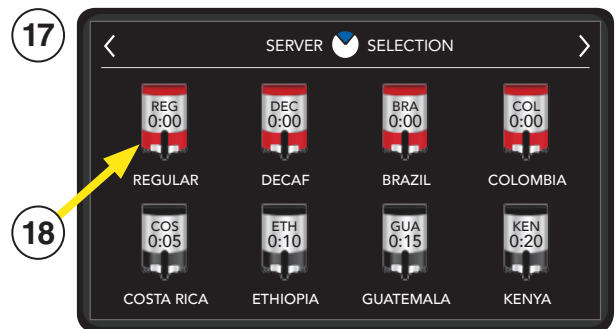 17
SERVER SELECTION
REG DEC BRA COL
0:00 0:00 0:00 0:00
REGULAR DECAF BRAZIL COLOMBIA
18
COS ETH GUA KEN
0:05 0:10 0:15 0:20
COSTA RICA ETHIOPIA GUATEMALA KENYA